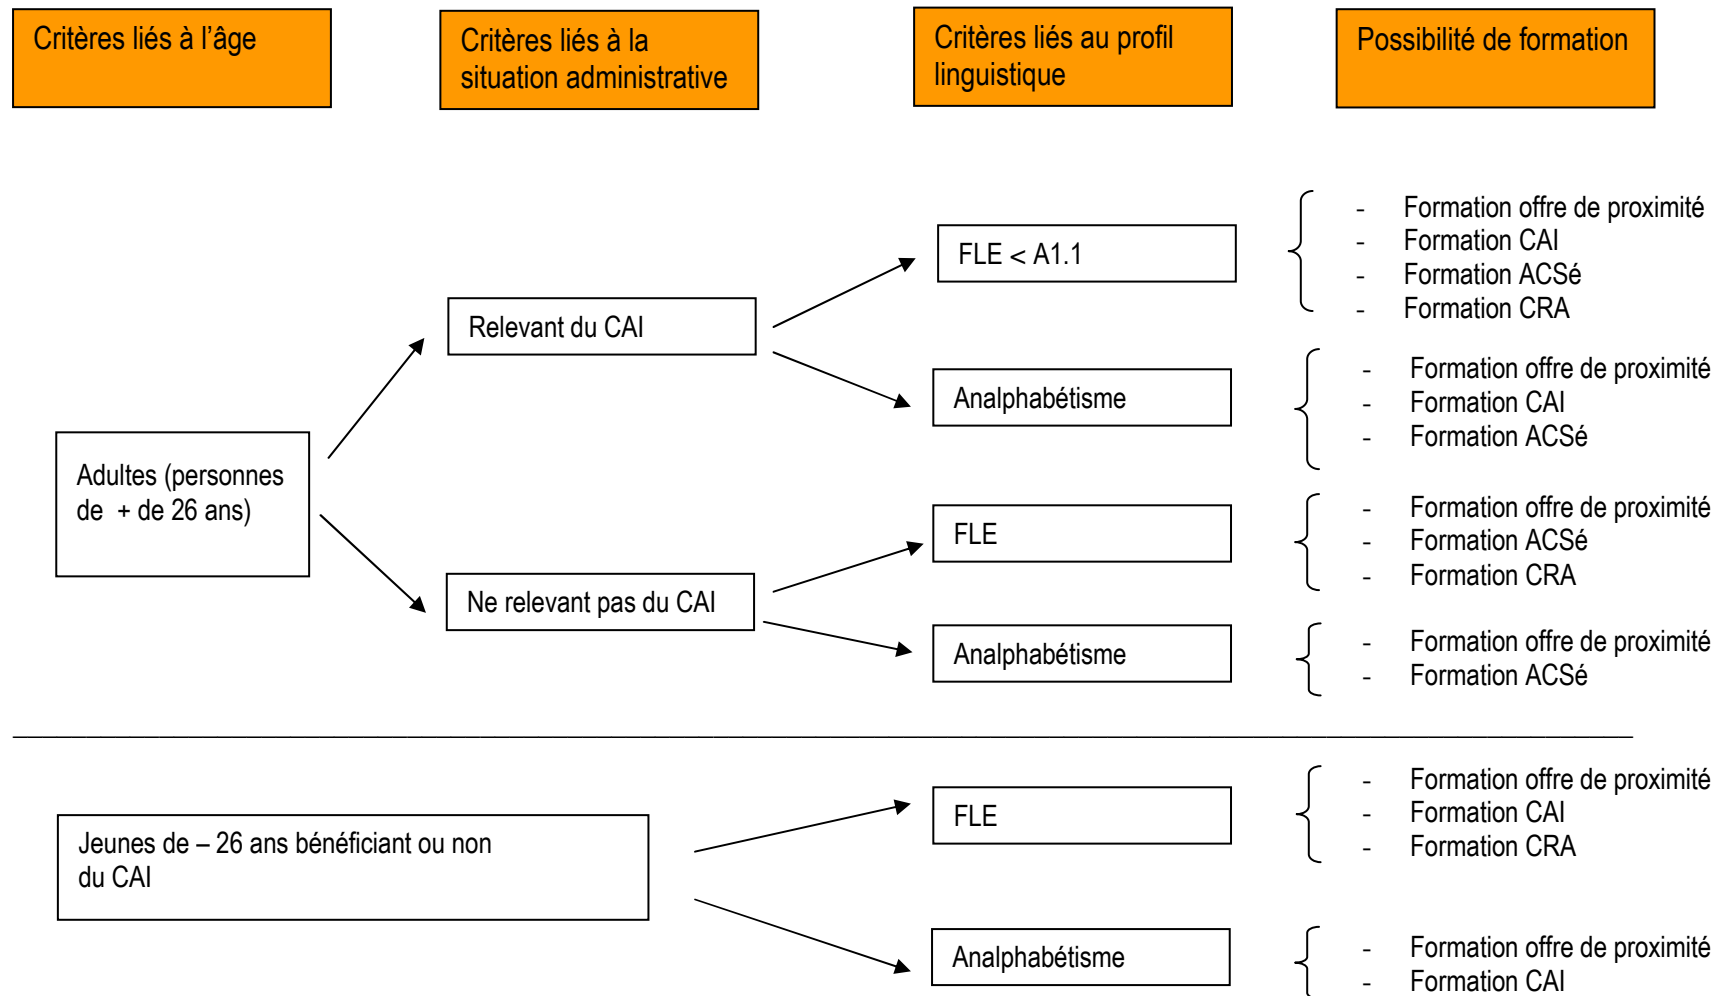 Critères liés à l’âge
Critères liés à la
situation administrative
Critères liés au profil
linguistique
Possibilité de formation
Adultes (personnes
de  + de 26 ans)
Relevant du CAI
FLE < A1.1
- Formation offre de proximité
- Formation CAI
- Formation ACSé
- Formation CRA
Analphabétisme
- Formation offre de proximité
- Formation CAI
- Formation ACSé
Ne relevant pas du CAI
FLE
- Formation offre de proximité
- Formation ACSé
- Formation CRA
Analphabétisme
- Formation offre de proximité
- Formation ACSé
Jeunes de – 26 ans bénéficiant ou non
du CAI
FLE
- Formation offre de proximité
- Formation CAI
- Formation CRA
Analphabétisme
- Formation offre de proximité
- Formation CAI